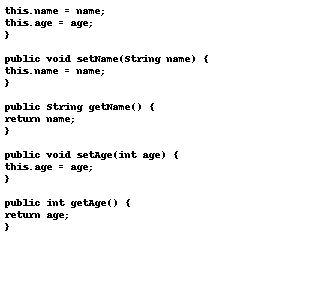 this.name = name;
this.age = age;
}
public void setName(String name) {
this.name = name;
}
public String getName() {
return name;
}
public void setAge(int age) {
this.age = age;
}
public int getAge() {
return age;
}